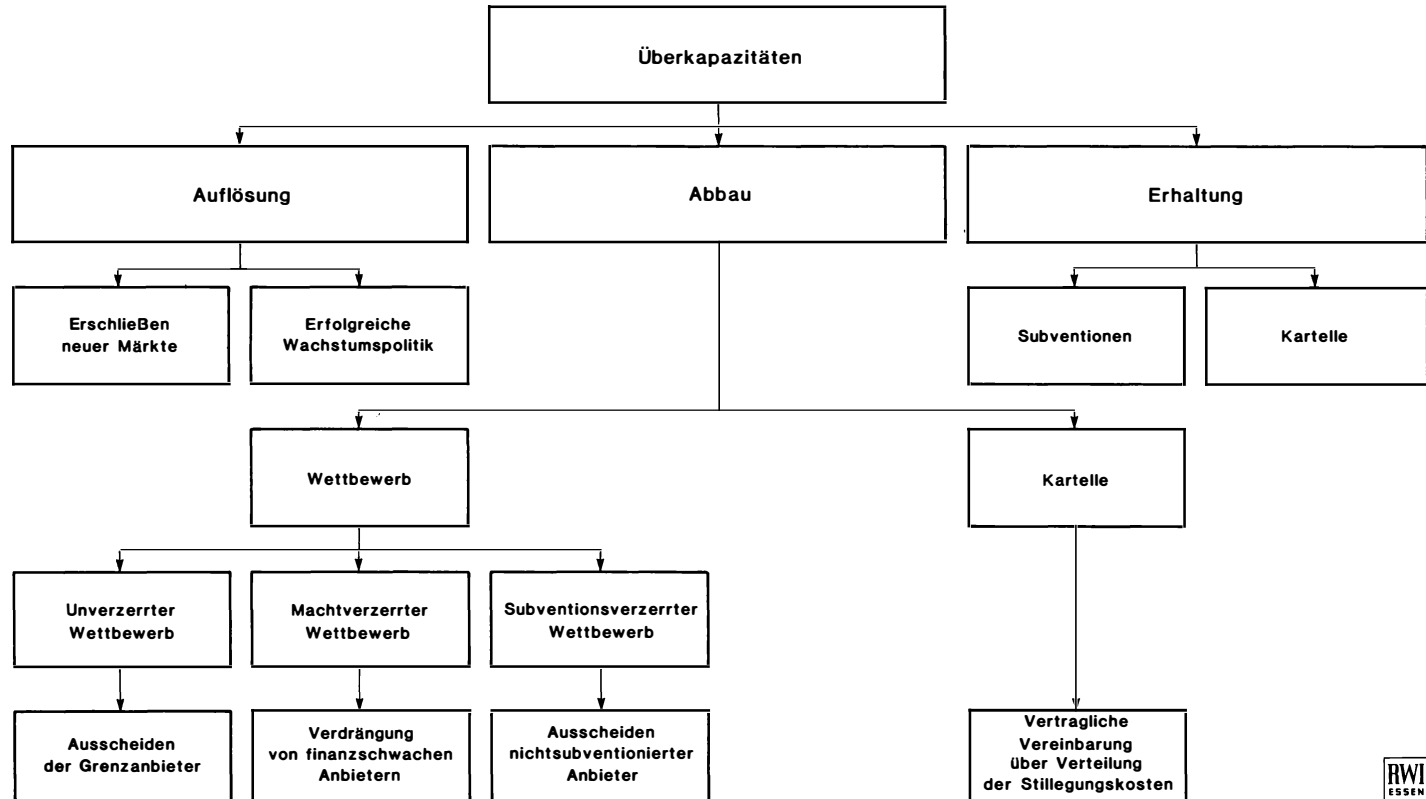 Überkapazitäten
Auflösung
Abbau
Erhaltung
Erschließen
neuer Märkte
Erfolgreiche
Wachstumspolitik
Subventionen
Kartelle
Wettbewerb
Kartelle
Unverzerrter
Wettbewerb
Machtverzerrter
Wettbewerb
Subventionsverzerrter
Wettbewerb
Ausscheiden
der Grenzanbieter
Verdrängung
von finanzschwachen
Anbietern
Ausscheiden
nichtsubventionierter
Anbieter
Vertragliche
Vereinbarung
über Verteilung
der Stillegungskosten
RWI
ESSEN